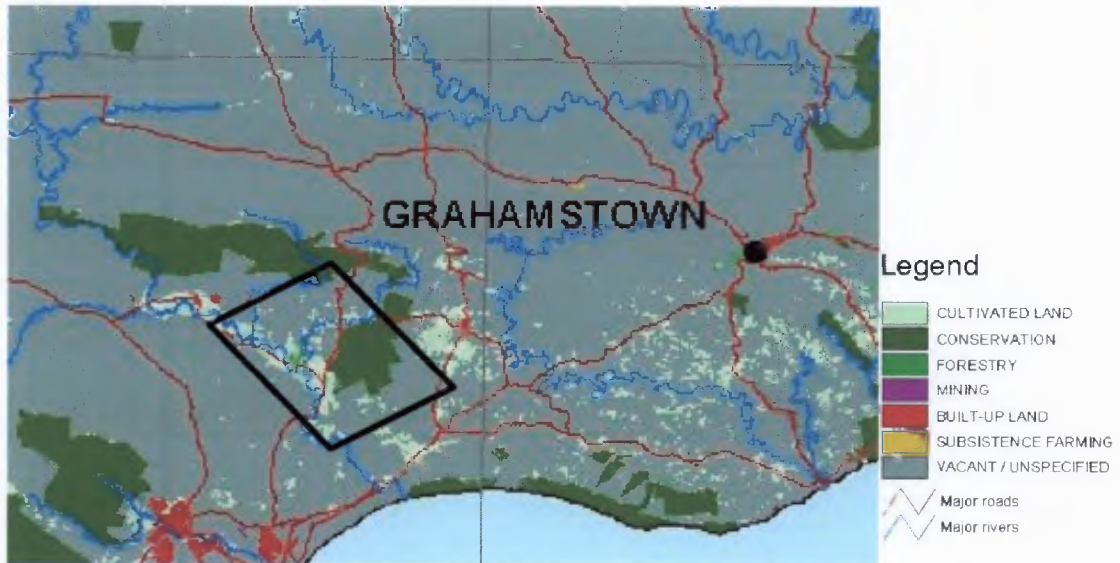 GRAHAMSTOWN
Legend
CULTIVATED LAND
CONSERVATION
FORESTRY
MINING
BUILT-UP LAND
SUBSISTENCE FARMING
VACANT / UNSPECIFIED
Major roads
Major rivers